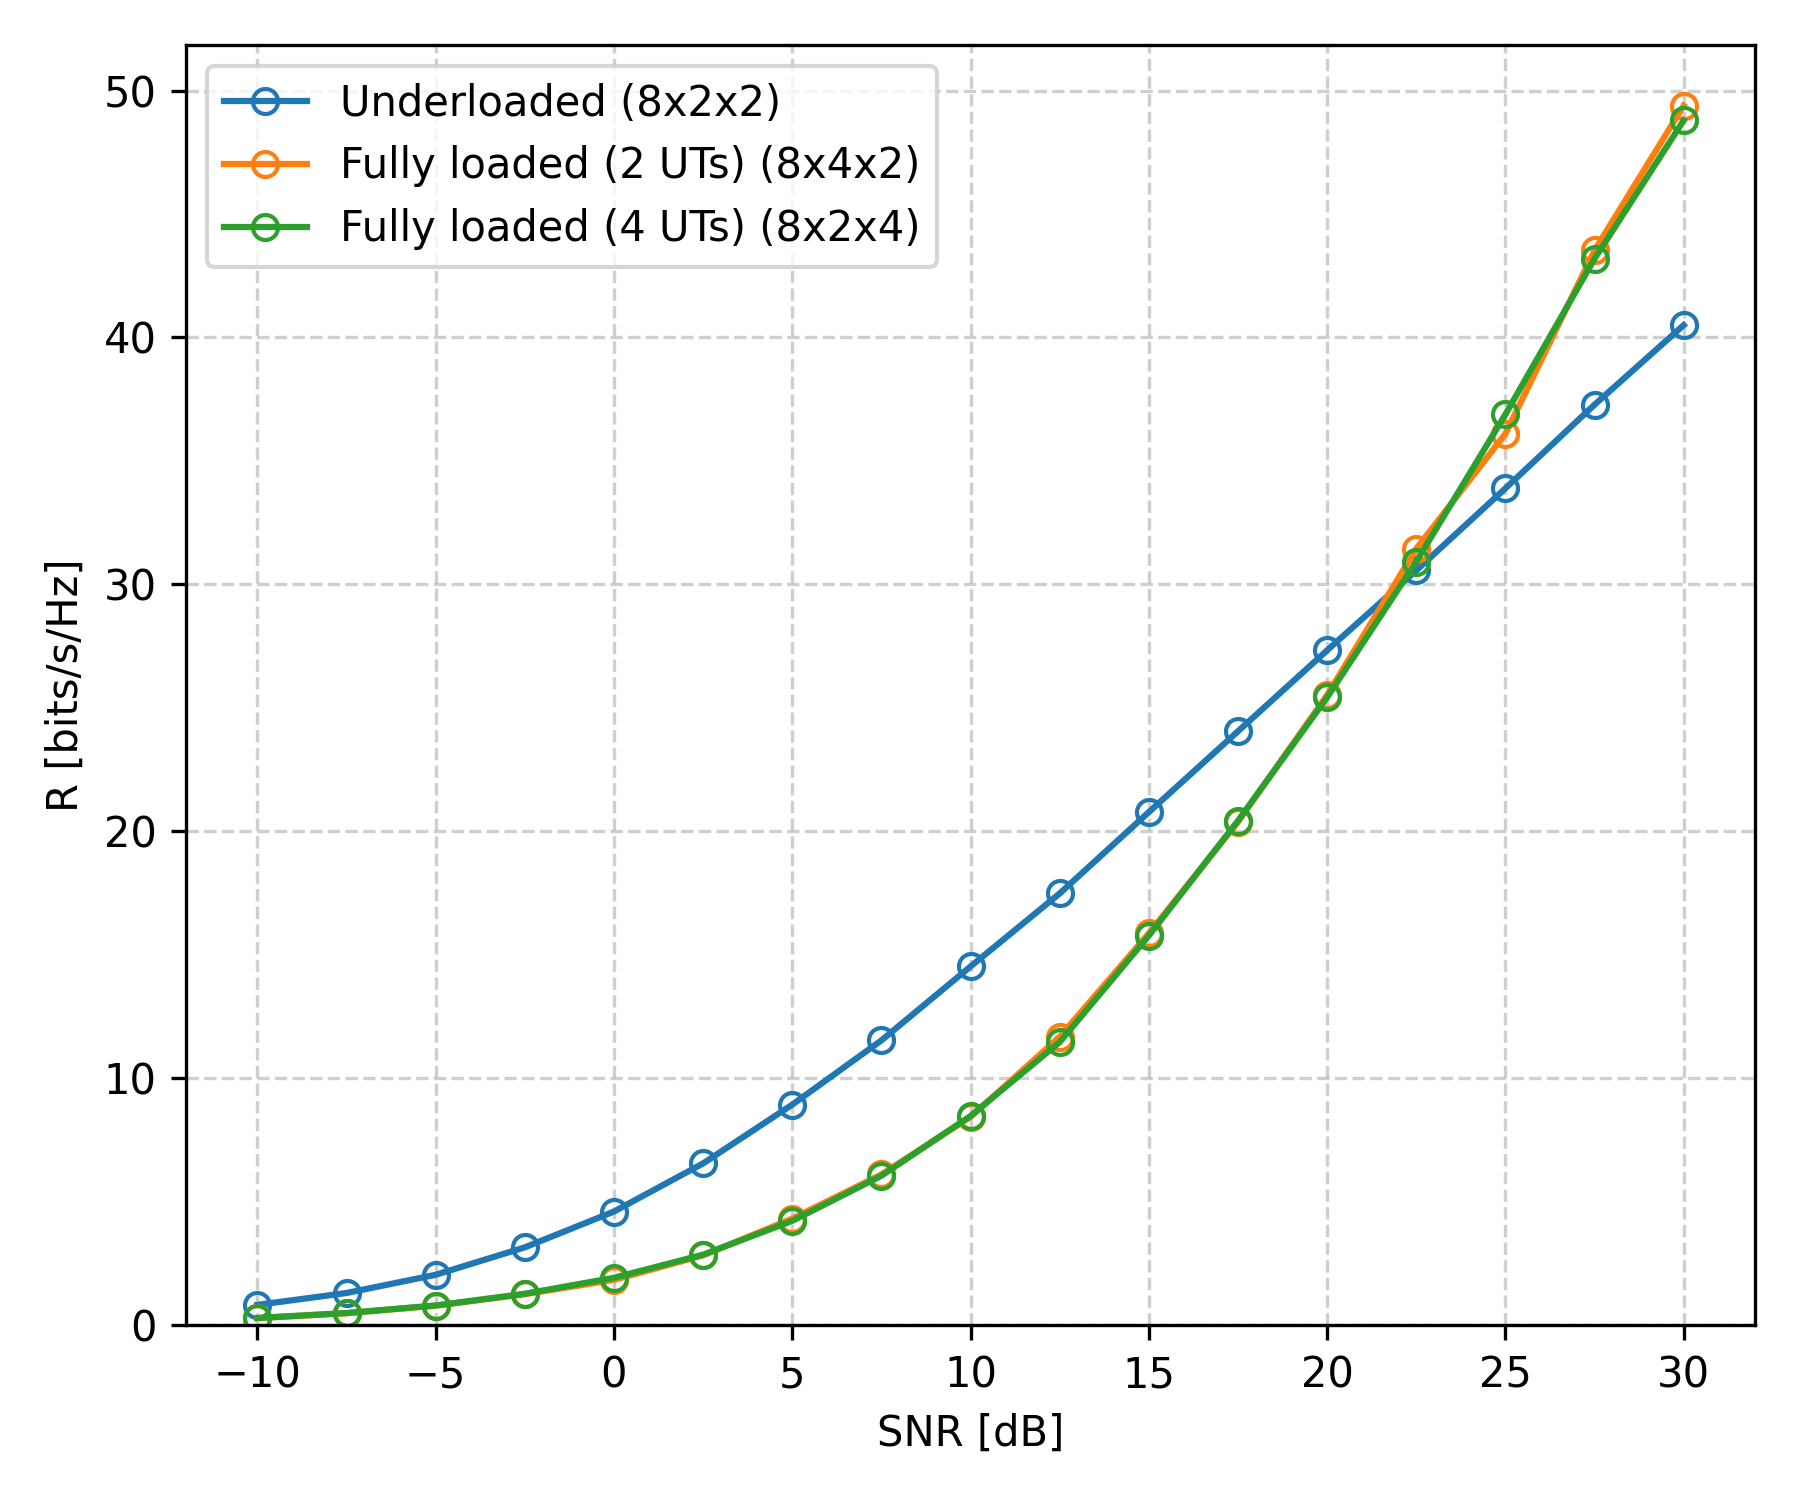 Underloaded (8x2x2)
Fully loaded (2 UTs) (8x4x2)
Fully loaded (4 UTs) (8x2x4)
50
40
30
20
10
0
R [bits/s/Hz]
−10 −5 0 5 10 15 20 25 30
SNR [dB]